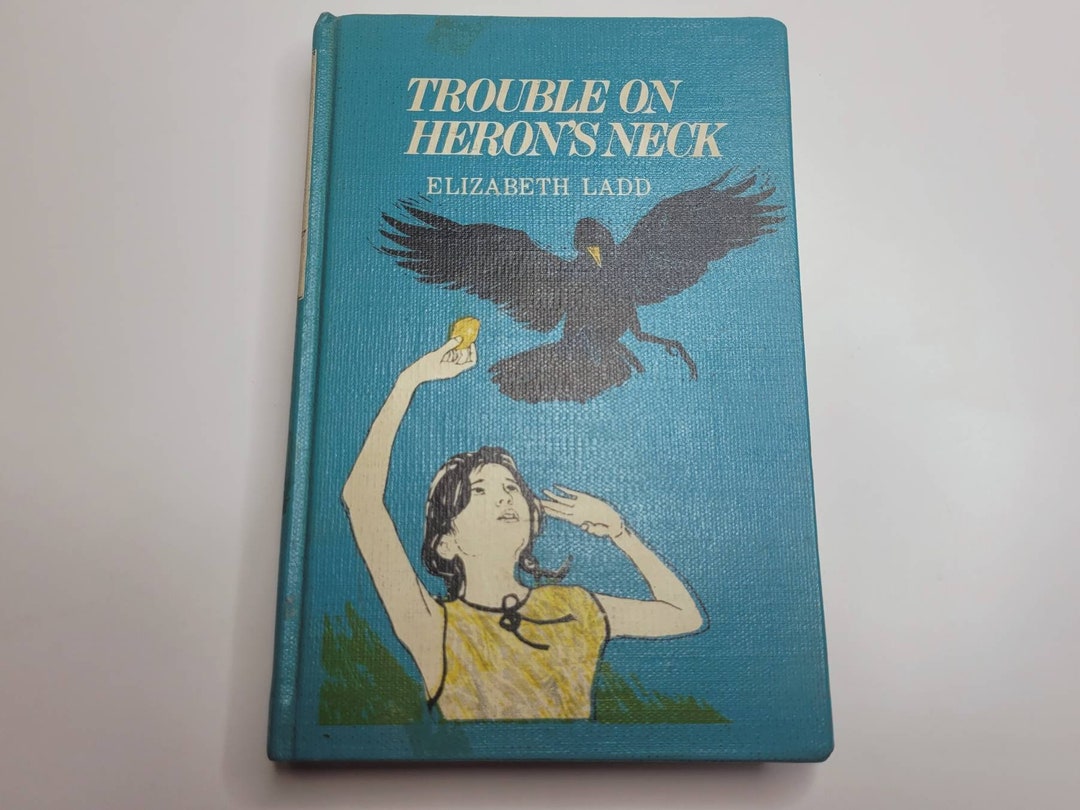 TROUBLE ON
HERON'S NECK
ELIZABETH LADD